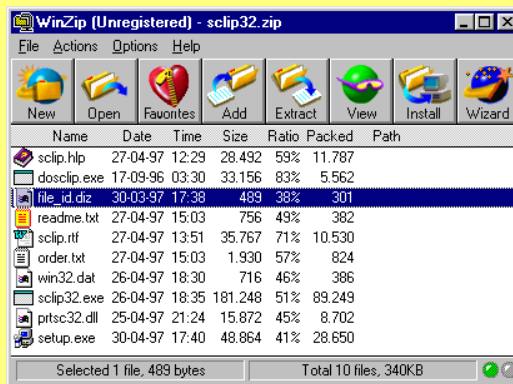 WinZip (Unregistered) - sclip32.zip
File Actions Options Help
New Open Favorites Add Extract View Install Wizard
Name Date Time Size Ratio Packed Path
sclip.hlp 27-04-97 12:29 28.492 59% 11.787
dosclip.exe 17-09-96 03:30 33.156 83% 5.562
file_id.diz 30-03-97 17:38 489 38% 301
readme.txt 27-04-97 15:03 756 49% 382
sclip.rtf 27-04-97 13:51 35.767 71% 10.530
order.txt 27-04-97 15:03 1.930 57% 824
win32.dat 26-04-97 18:30 716 46% 386
sclip32.exe 26-04-97 18:35 181.248 51% 89.249
prtsc32.dll 25-04-97 21:24 15.872 45% 8.702
setup.exe 30-04-97 17:40 48.864 41% 28.650
Selected 1 file, 489 bytes Total 10 files, 340KB